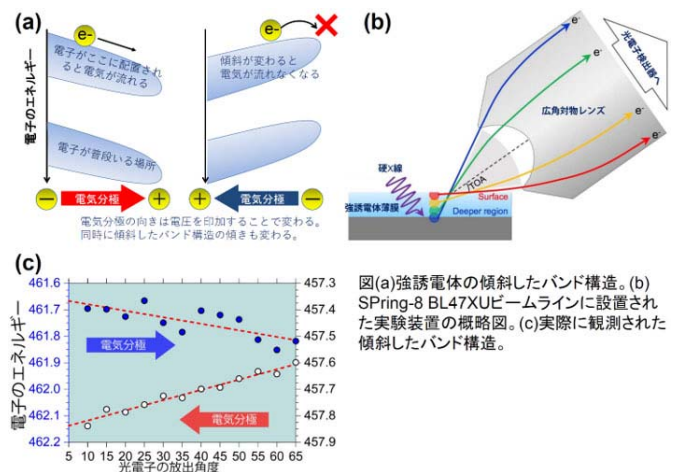 (a)
e-
電子がここに配置され
ると電気が流れる
電子が普段いる場所
電子のエネルギー
−
電気分極
+
e-
傾斜が変わると
電気が流れなくなる
+
電気分極
−
電気分極の向きは電圧を印加することで変わる。
同時に傾斜したバンド構造の傾きも変わる。
(b)
e-
e-
e-
e-
光電子検出器へ
広角対物レンズ
硬X線
TOA
強誘電体薄膜
Surface
Deeper region
(c)
電子のエネルギー
461.6
461.7
461.8
461.9
462.0
462.1
462.2
457.3
457.4
457.5
457.6
457.7
457.8
457.9
電気分極
電気分極
5 10 15 20 25 30 35 40 45 50 55 60 65
光電子の放出角度
図(a)強誘電体の傾斜したバンド構造。(b)
SPring-8 BL47XUビームラインに設置され
た実験装置の概略図。(c)実際に観測された
傾斜したバンド構造。